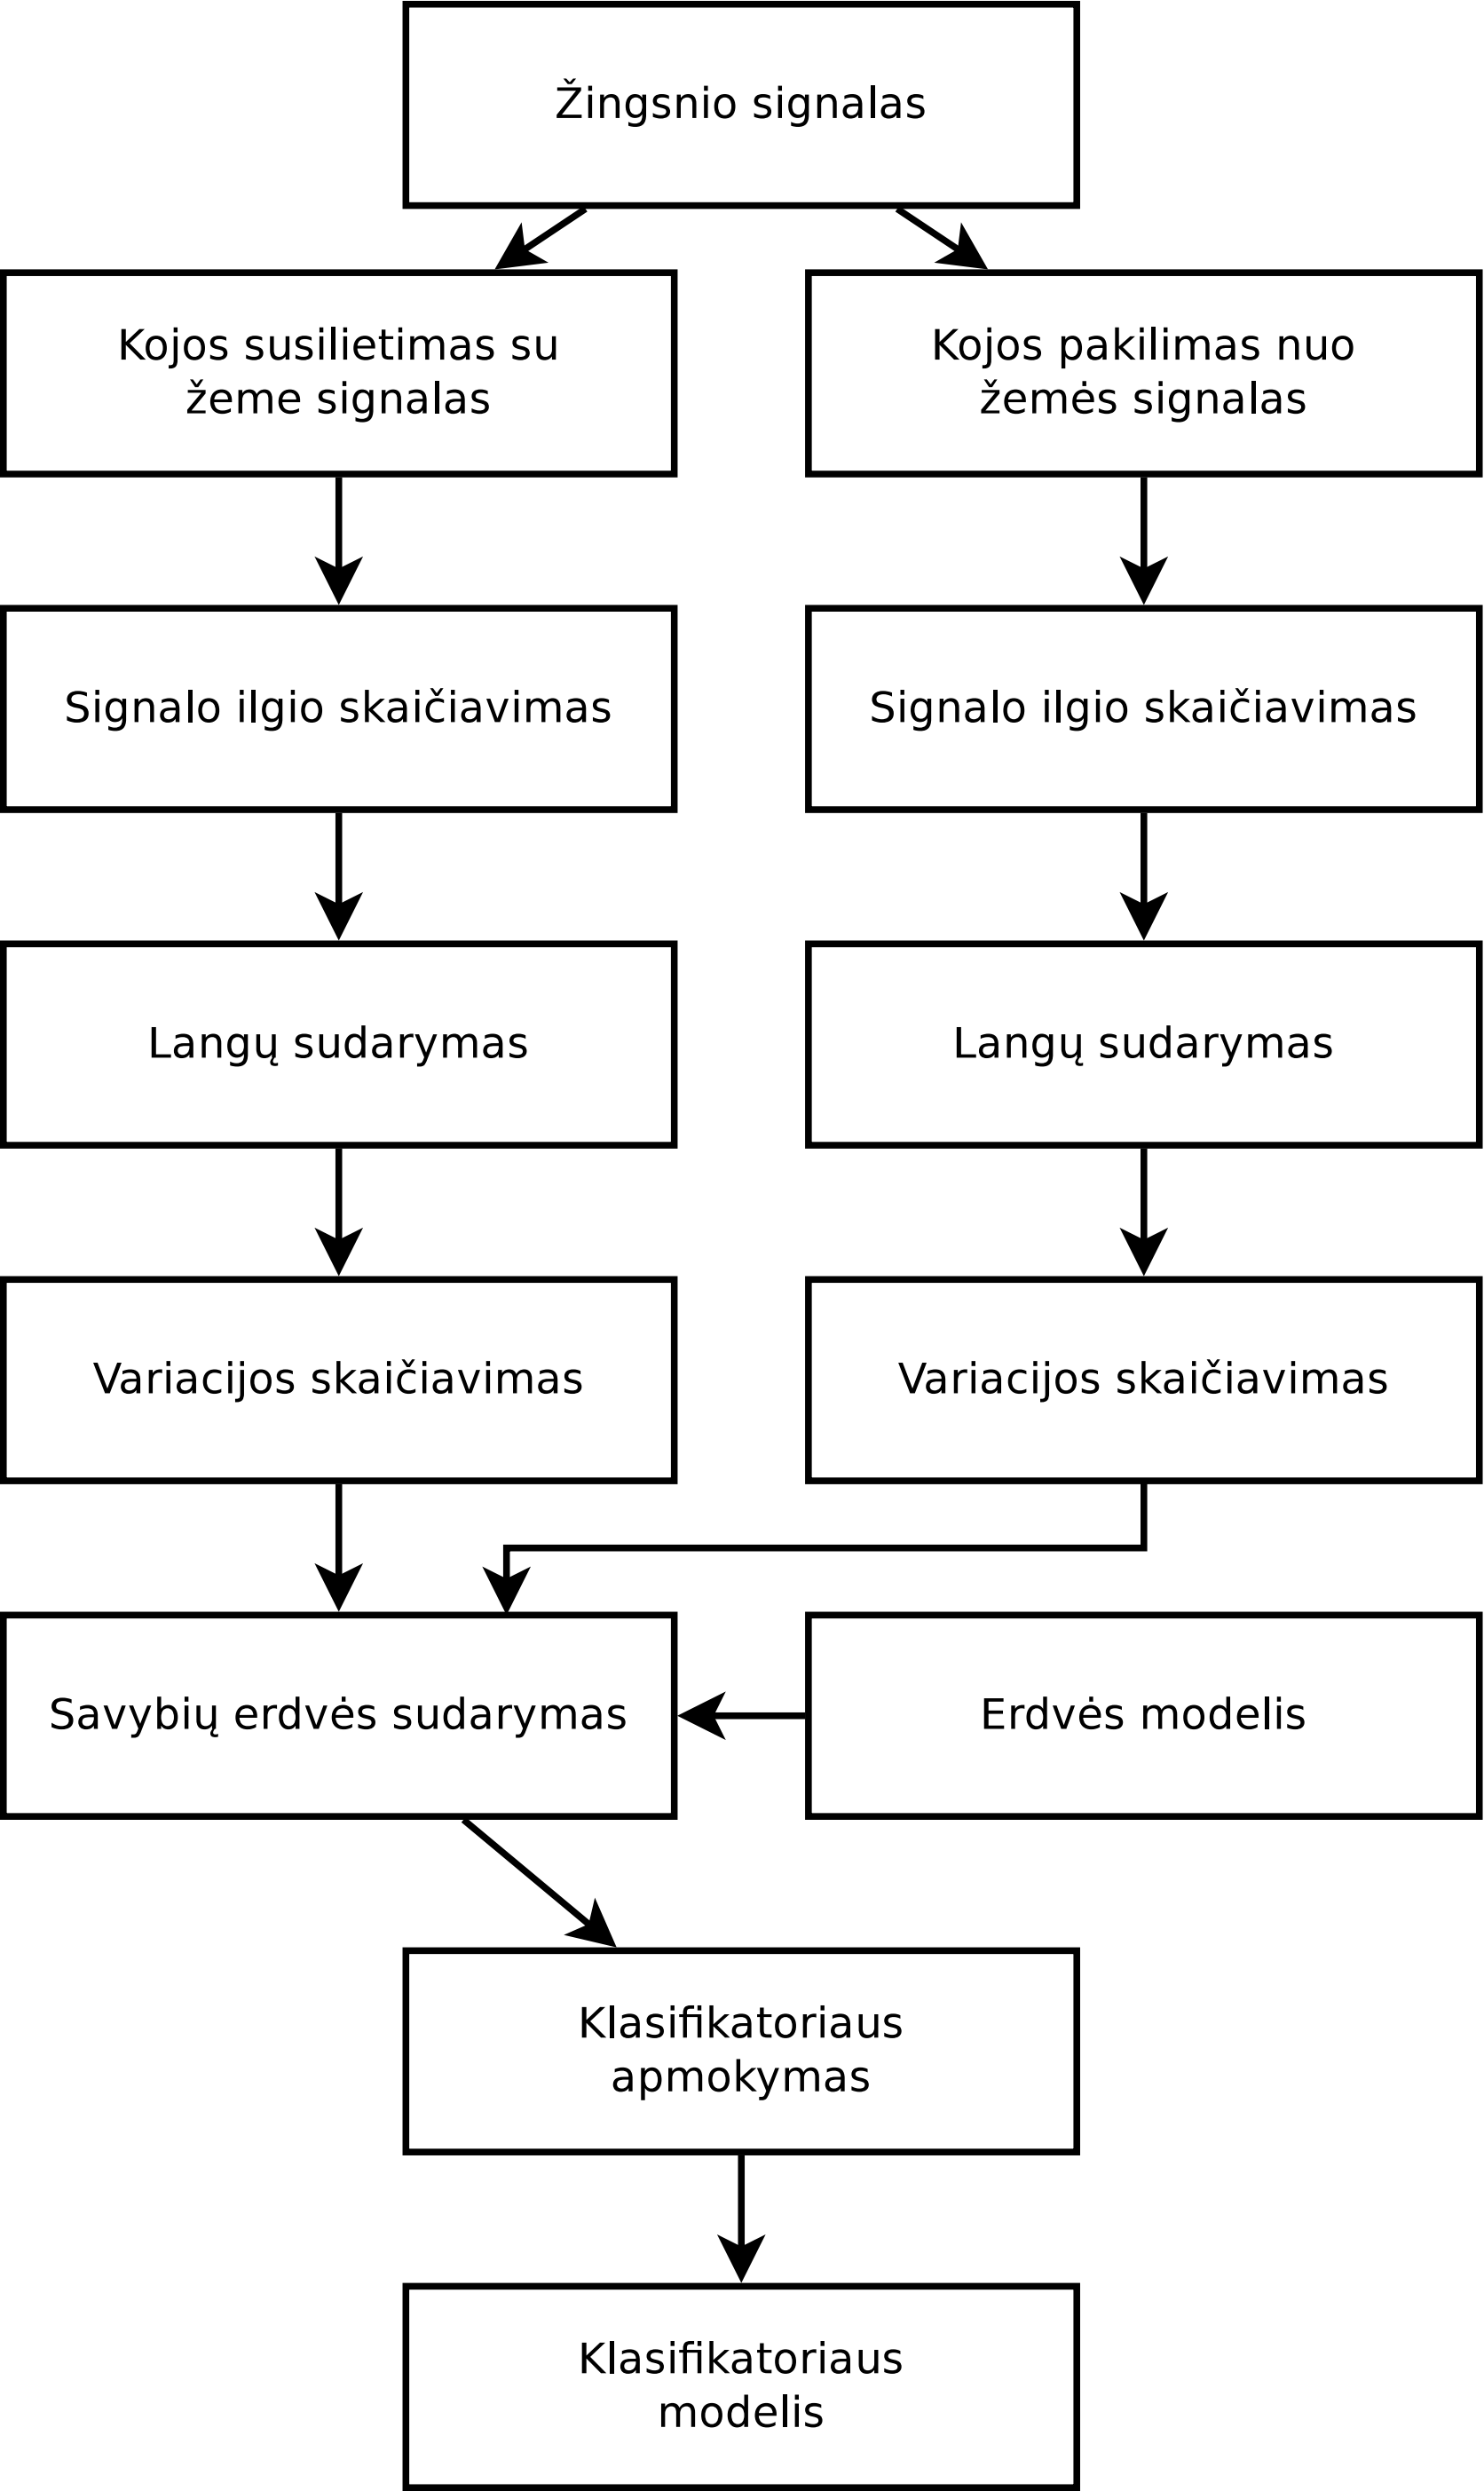 Žingsnio signalas
Kojos susilietimas su
žeme signalas
Kojos pakilimas nuo
žemės signalas
Signalo ilgio skaičiavimas
Signalo ilgio skaičiavimas
Langų sudarymas
Langų sudarymas
Variacijos skaičiavimas
Variacijos skaičiavimas
Savybių erdvės sudarymas
Erdvės modelis
Klasifikatoriaus
apmokymas
Klasifikatoriaus
modelis